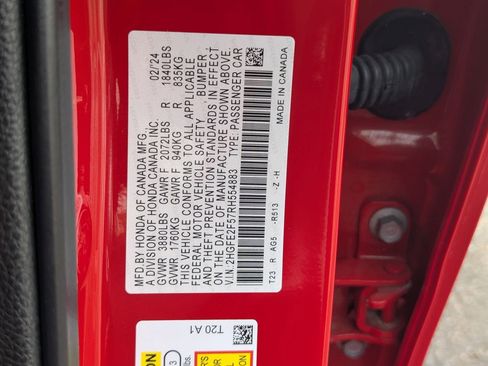 MFD.BY HONDA OF CANADA MFG., 02/24
A DIVISION OF HONDA CANADA INC.
GVWR 3880LBS GAWR F 2072LBS R 1840LBS
GVWR 1760KG GAWR F 940KG R 835KG
THIS VEHICLE CONFORMS TO ALL APPLICABLE
FEDERAL MOTOR VEHICLE SAFETY BUMPER,
AND THEFT PREVENTION STANDARDS IN EFFECT
ON THE DATE OF MANUFACTURE SHOWN ABOVE.
V.I.N.:2HGFE2F57RH554883 TYPE: PASSENGER CAR
T23 R AG5 -R513 -Z -H MADE IN CANADA
T20 A1
ION
3
lbs.